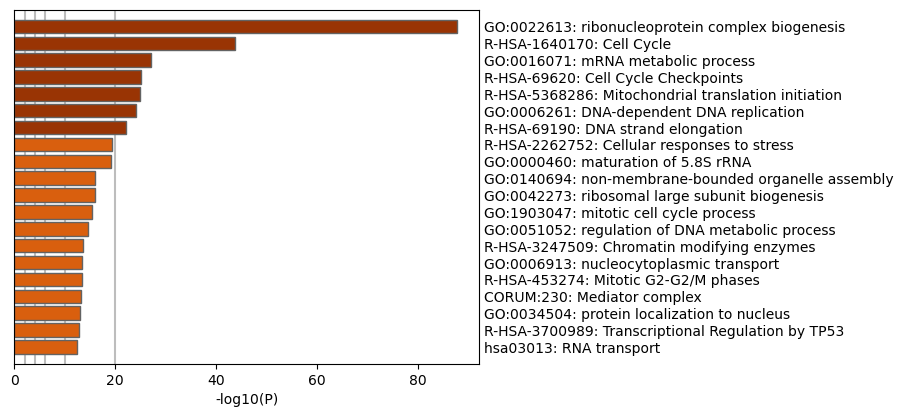 GO:0022613: ribonucleoprotein complex biogenesis
R-HSA-1640170: Cell Cycle
GO:0016071: mRNA metabolic process
R-HSA-69620: Cell Cycle Checkpoints
R-HSA-5368286: Mitochondrial translation initiation
GO:0006261: DNA-dependent DNA replication
R-HSA-69190: DNA strand elongation
R-HSA-2262752: Cellular responses to stress
GO:0000460: maturation of 5.8S rRNA
GO:0140694: non-membrane-bounded organelle assembly
GO:0042273: ribosomal large subunit biogenesis
GO:1903047: mitotic cell cycle process
GO:0051052: regulation of DNA metabolic process
R-HSA-3247509: Chromatin modifying enzymes
GO:0006913: nucleocytoplasmic transport
R-HSA-453274: Mitotic G2-G2/M phases
CORUM:230: Mediator complex
GO:0034504: protein localization to nucleus
R-HSA-3700989: Transcriptional Regulation by TP53
hsa03013: RNA transport
0 20 40 60 80
-log10(P)